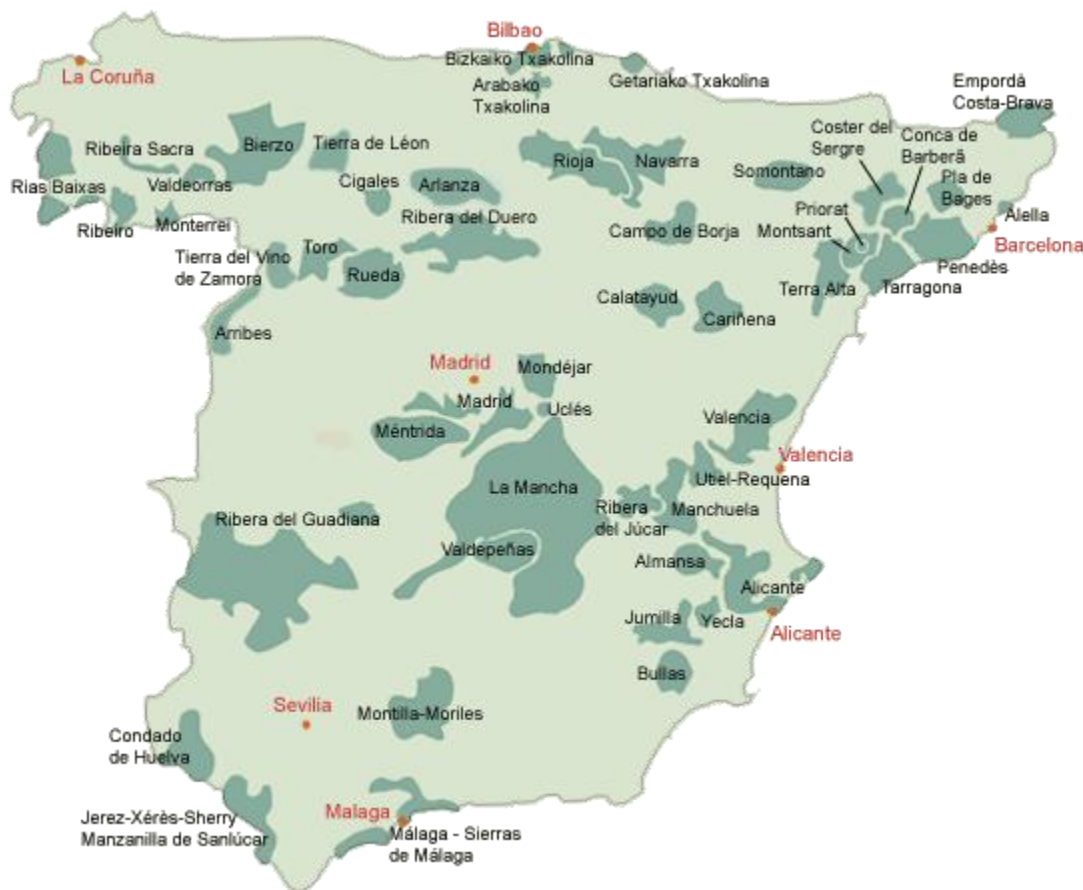 Bilbao
La Coruña
Bizkaiko Txakolina
Getariako Txakolina
Arabako
Txakolina
Empordá
Costa-Brava
Coster del
Sergre
Conca de
Barberã
Ribeira Sacra
Bierzo
Tierra de Léon
Rioja
Navarra
Somontano
Pla de
Bages
Rias Baixas
Valdeorras
Cigales
Arlanza
Priorat
Alella
Ribeiro
Monterrei
Ribera del Duero
Campo de Borja
Montsant
Barcelona
Tierra del Vino
de Zamora
Toro
Rueda
Penedès
Terra Alta
Tarragona
Calatayud
Cariñena
Arribes
Madrid
Mondéjar
Madrid
Uclés
Valencia
Méntrida
Valencia
Utiel-Requena
La Mancha
Ribera
del Júcar
Manchuela
Ribera del Guadiana
Valdepeñas
Almansa
Alicante
Jumilla
Yecla
Alicante
Bullas
Sevilia
Montilla-Moriles
Condado
de Huelva
Malaga
Jerez-Xérès-Sherry
Manzanilla de Sanlúcar
Málaga - Sierras
de Málaga